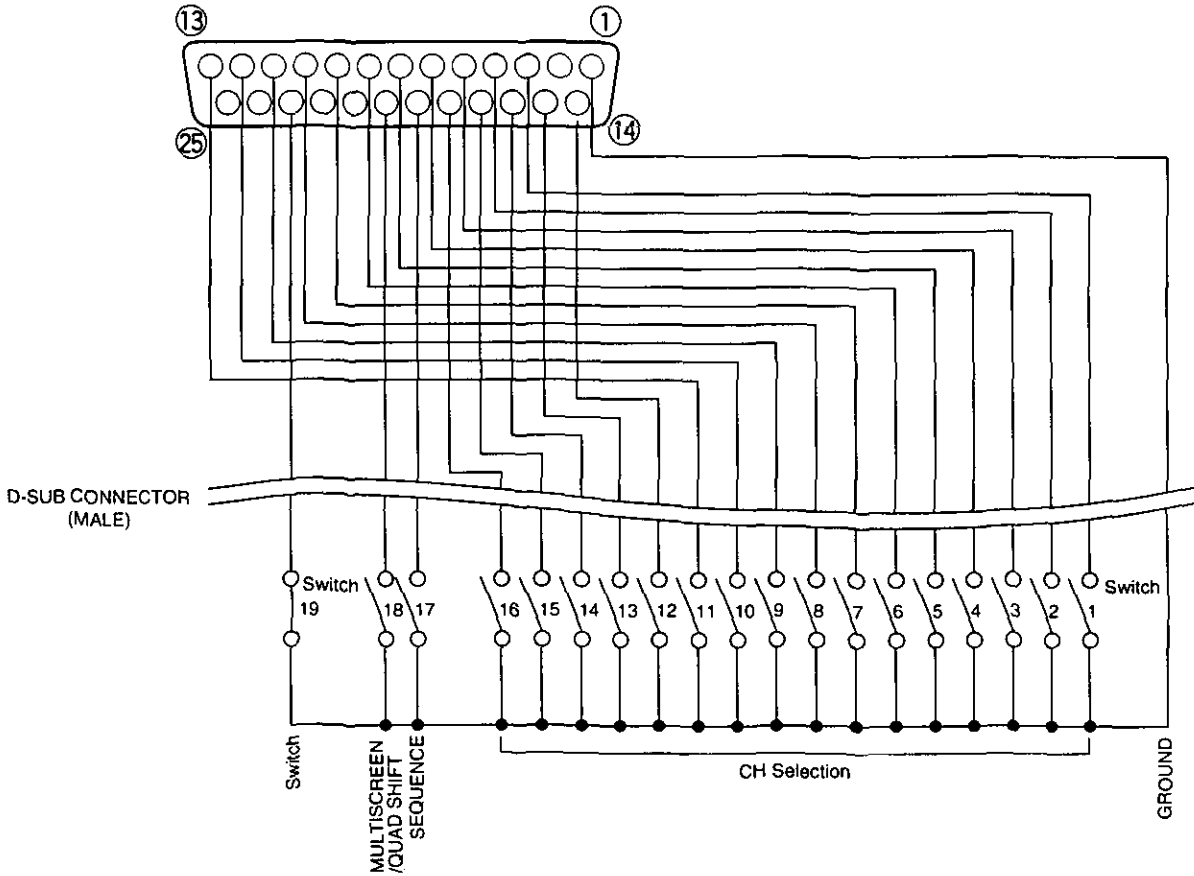 13 1
25 14
D-SUB CONNECTOR
(MALE)
Switch
19 18 17 16 15 14 13 12 11 10 9 8 7 6 5 4 3 2 1
Switch
Switch
MULTISCREEN
/QUAD SHIFT
SEQUENCE
CH Selection
GROUND